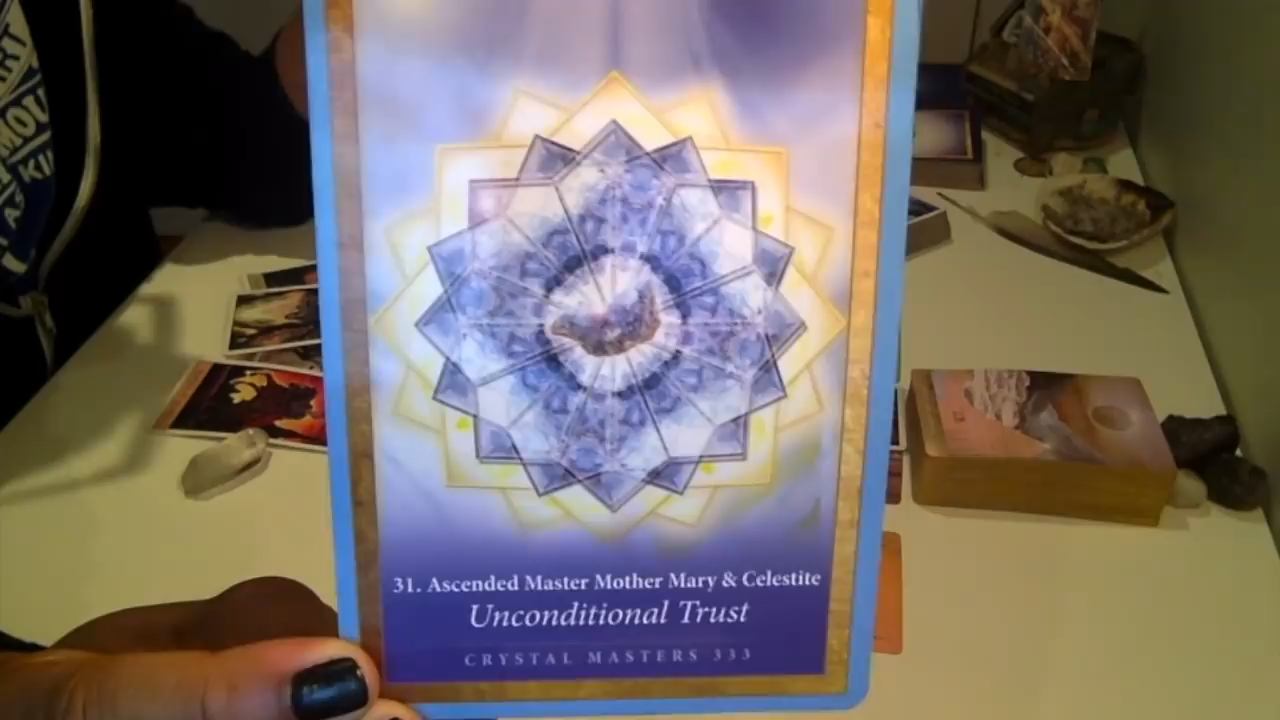 31. Ascended Master Mother Mary & Celestite
Unconditional Trust
CRYSTAL MASTERS 333